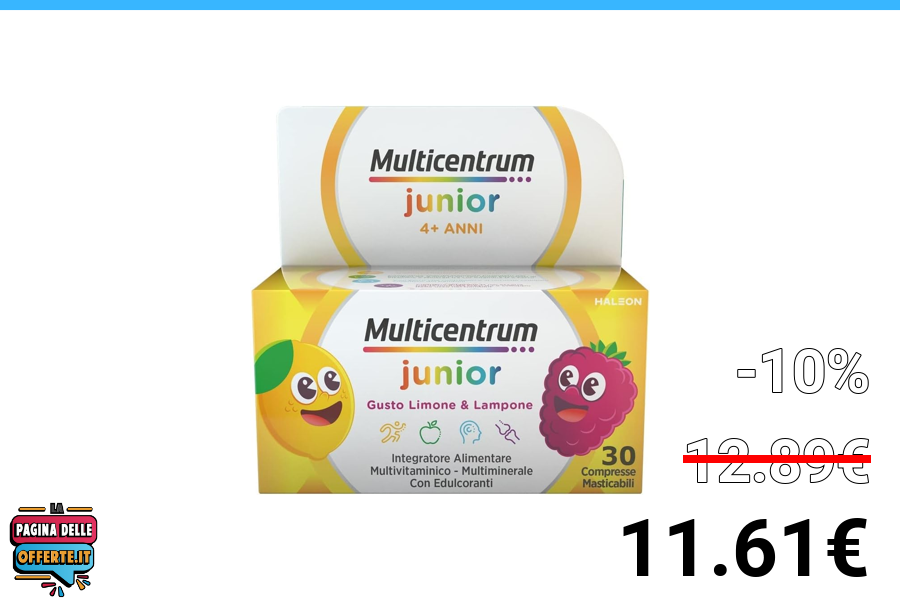 Multicentrum
junior
4+ ANNI
HALEON
Multicentrum
junior
Gusto Limone & Lampone
Integratore Alimentare
Multivitaminico - Multiminerale
Con Edulcoranti
30
Compresse
Masticabili
-10%
12.89€
11.61€
LA
PAGINA DELLE
OFFERTE.IT